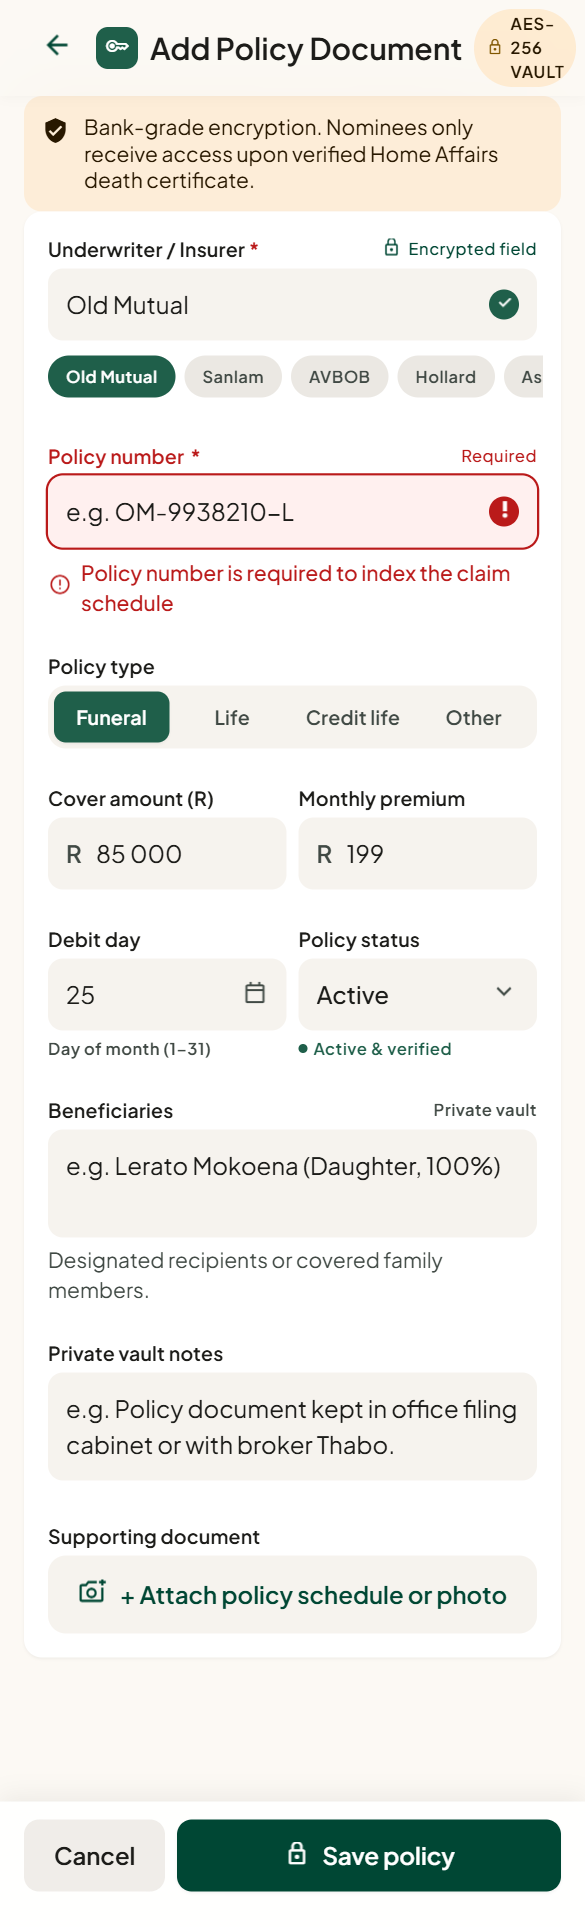 Add Policy Document
AES-
256
VAULT
Bank-grade encryption. Nominees only
receive access upon verified Home Affairs
death certificate.
Underwriter / Insurer *
Encrypted field
Old Mutual
Old Mutual
Sanlam
AVBOB
Hollard
As
Policy number *
Required
e.g. OM-9938210-L
Policy number is required to index the claim
schedule
Policy type
Funeral
Life
Credit life
Other
Cover amount (R)
Monthly premium
R 85 000
R 199
Debit day
Policy status
25
Active
Day of month (1-31)
Active & verified
Beneficiaries
Private vault
e.g. Lerato Mokoena (Daughter, 100%)
Designated recipients or covered family
members.
Private vault notes
e.g. Policy document kept in office filing
cabinet or with broker Thabo.
Supporting document
+ Attach policy schedule or photo
Cancel
Save policy